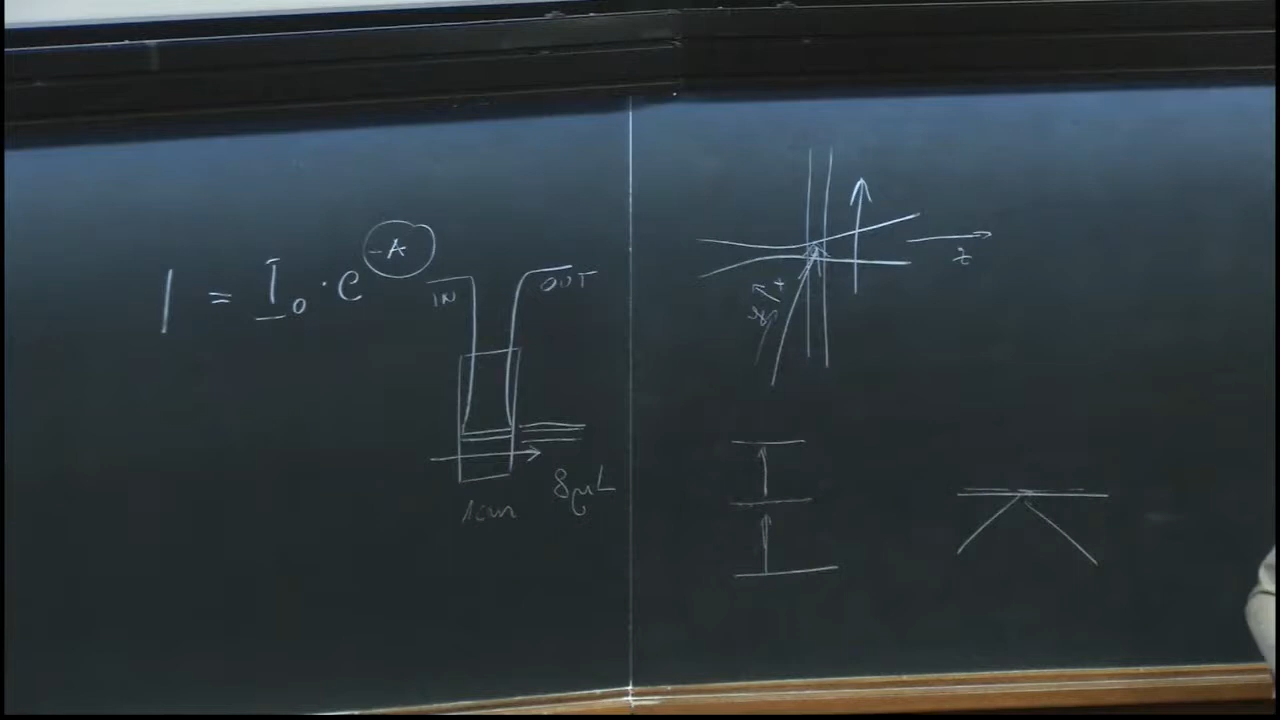 I = I₀ · e^-A
IN
OUT
8μL
1cm
z